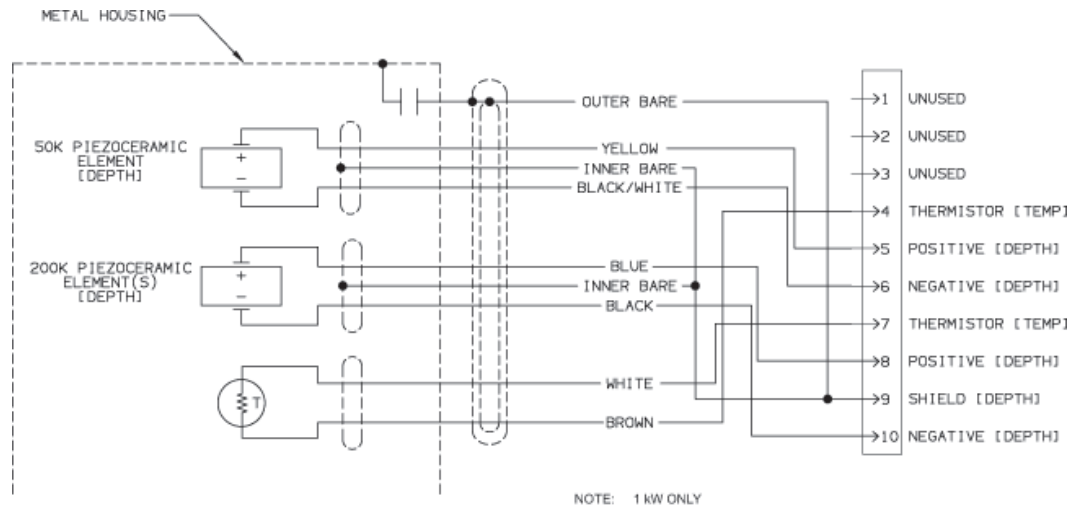 METAL HOUSING
OUTER BARE
50K PIEZOCERAMIC
ELEMENT
[DEPTH]
+
−
YELLOW
INNER BARE
BLACK/WHITE
200K PIEZOCERAMIC
ELEMENT(S)
[DEPTH]
+
−
BLUE
INNER BARE
BLACK
T
WHITE
BROWN
1 UNUSED
2 UNUSED
3 UNUSED
4 THERMISTOR [TEMP]
5 POSITIVE [DEPTH]
6 NEGATIVE [DEPTH]
7 THERMISTOR [TEMP]
8 POSITIVE [DEPTH]
9 SHIELD [DEPTH]
10 NEGATIVE [DEPTH]
NOTE: 1 kW ONLY